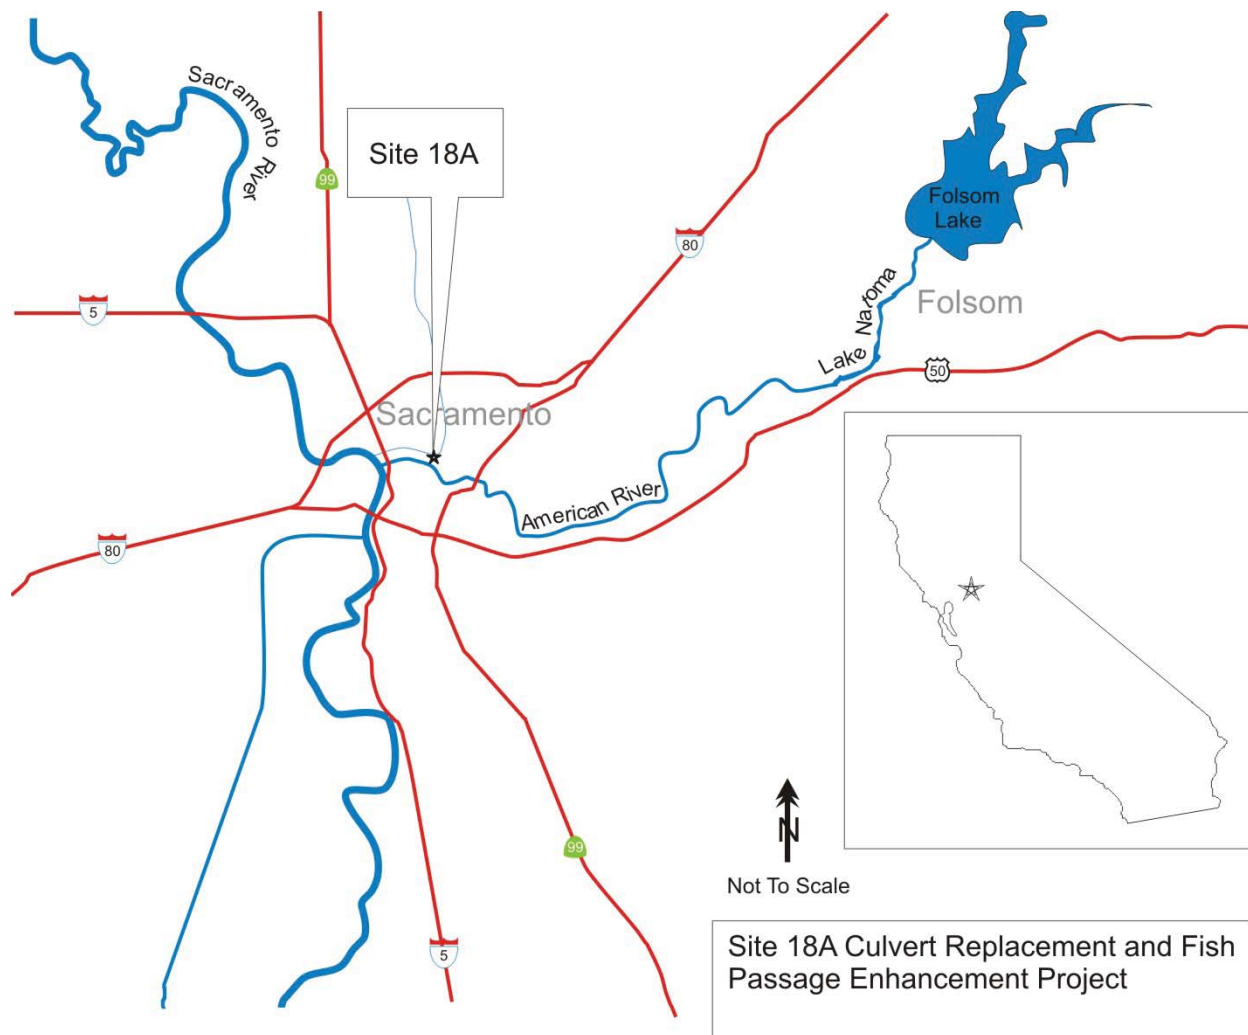 Sacramento River
99
Site 18A
80
Folsom
Lake
5
Lake Natoma
Folsom
50
Sacramento
American River
80
N
Not To Scale
99
5
Site 18A Culvert Replacement and Fish
Passage Enhancement Project